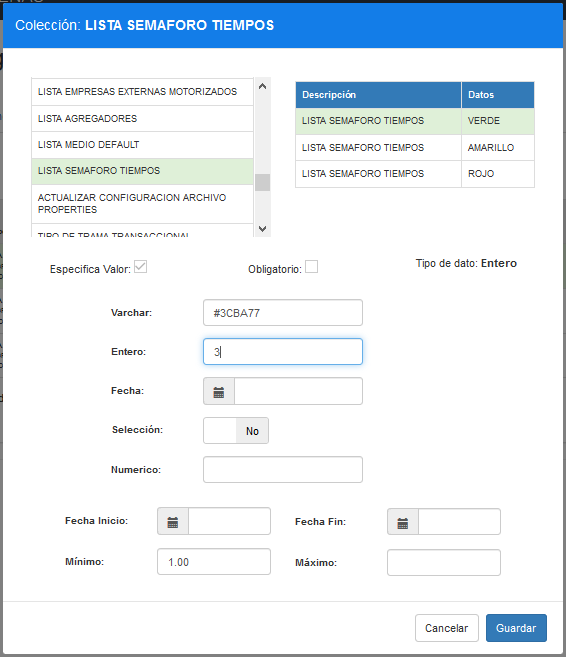 Colección: LISTA SEMAFORO TIEMPOS
LISTA EMPRESAS EXTERNAS MOTORIZADOS
LISTA AGREGADORES
LISTA MEDIO DEFAULT
LISTA SEMAFORO TIEMPOS
ACTUALIZAR CONFIGURACION ARCHIVO
PROPERTIES
TIPO DE TRAMA TRANSACCIONAL
Descripción Datos
LISTA SEMAFORO TIEMPOS VERDE
LISTA SEMAFORO TIEMPOS AMARILLO
LISTA SEMAFORO TIEMPOS ROJO
Especifica Valor: Obligatorio: Tipo de dato: Entero
Varchar: #3CBA77
Entero: 3
Fecha:
Selección: No
Numerico:
Fecha Inicio: Fecha Fin:
Mínimo: 1.00 Máximo:
Cancelar Guardar